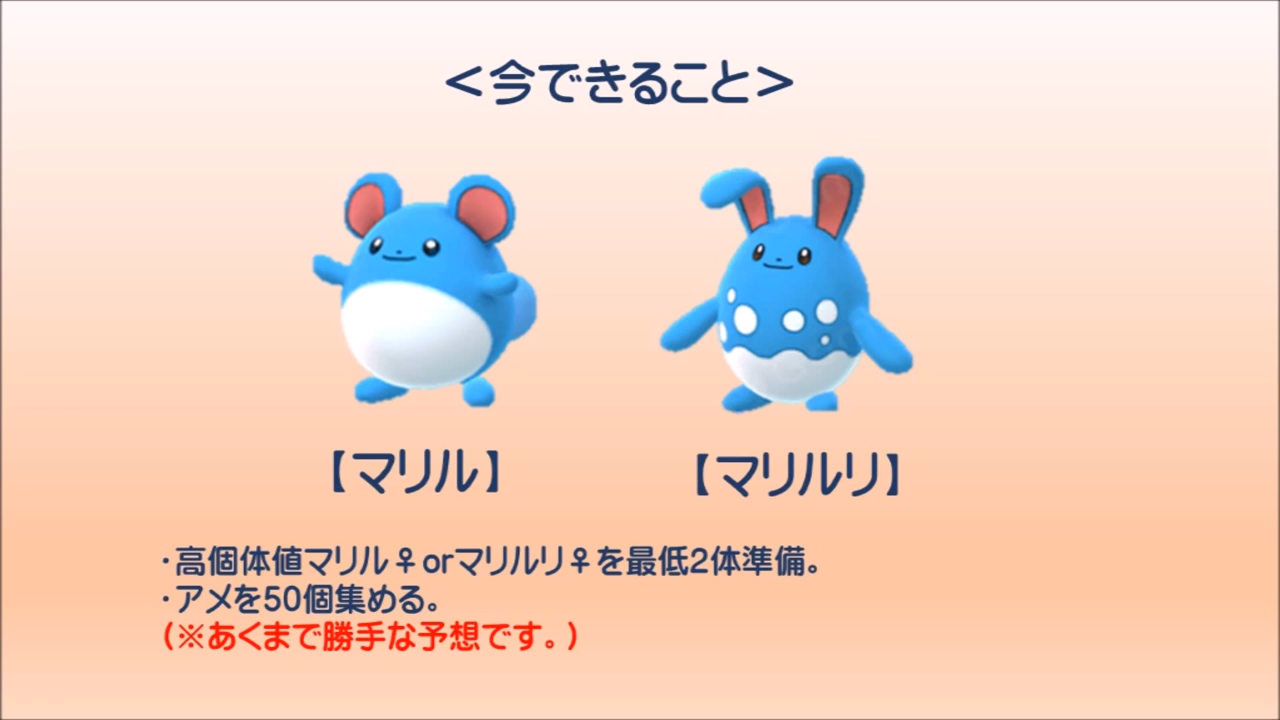 ＜今できること＞
【マリル】
【マリルリ】
・高個体値マリル♀orマリルリ♀を最低2体準備。
・アメを50個集める。
（※あくまで勝手な予想です。）